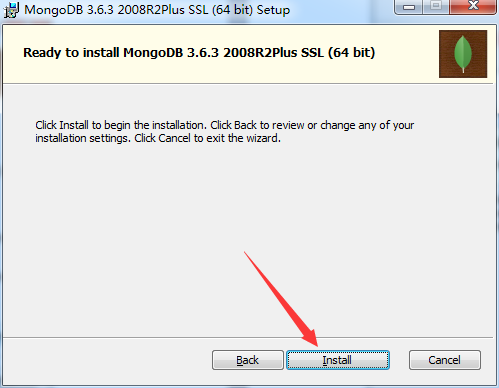 MongoDB 3.6.3 2008R2Plus SSL (64 bit) Setup
Ready to install MongoDB 3.6.3 2008R2Plus SSL (64 bit)
Click Install to begin the installation. Click Back to review or change any of your
installation settings. Click Cancel to exit the wizard.
Back Install Cancel